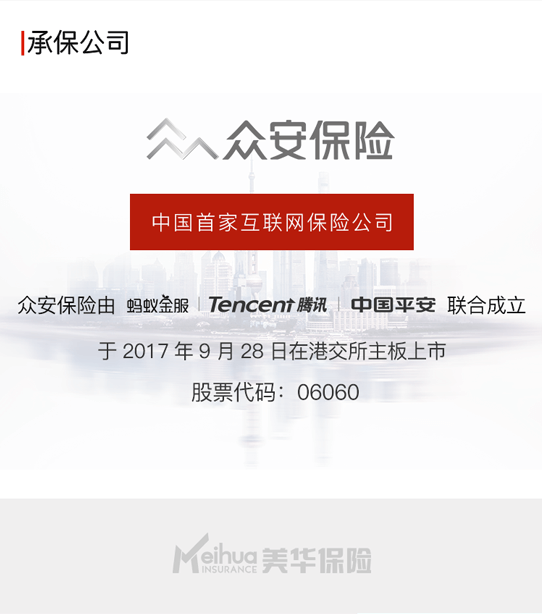 承保公司
众安保险
中国首家互联网保险公司
众安保险由 蚂蚁金服 | Tencent 腾讯 | 中国平安 联合成立
于 2017 年 9 月 28 日在港交所主板上市
股票代码：06060
Meihua 美华保险
INSURANCE